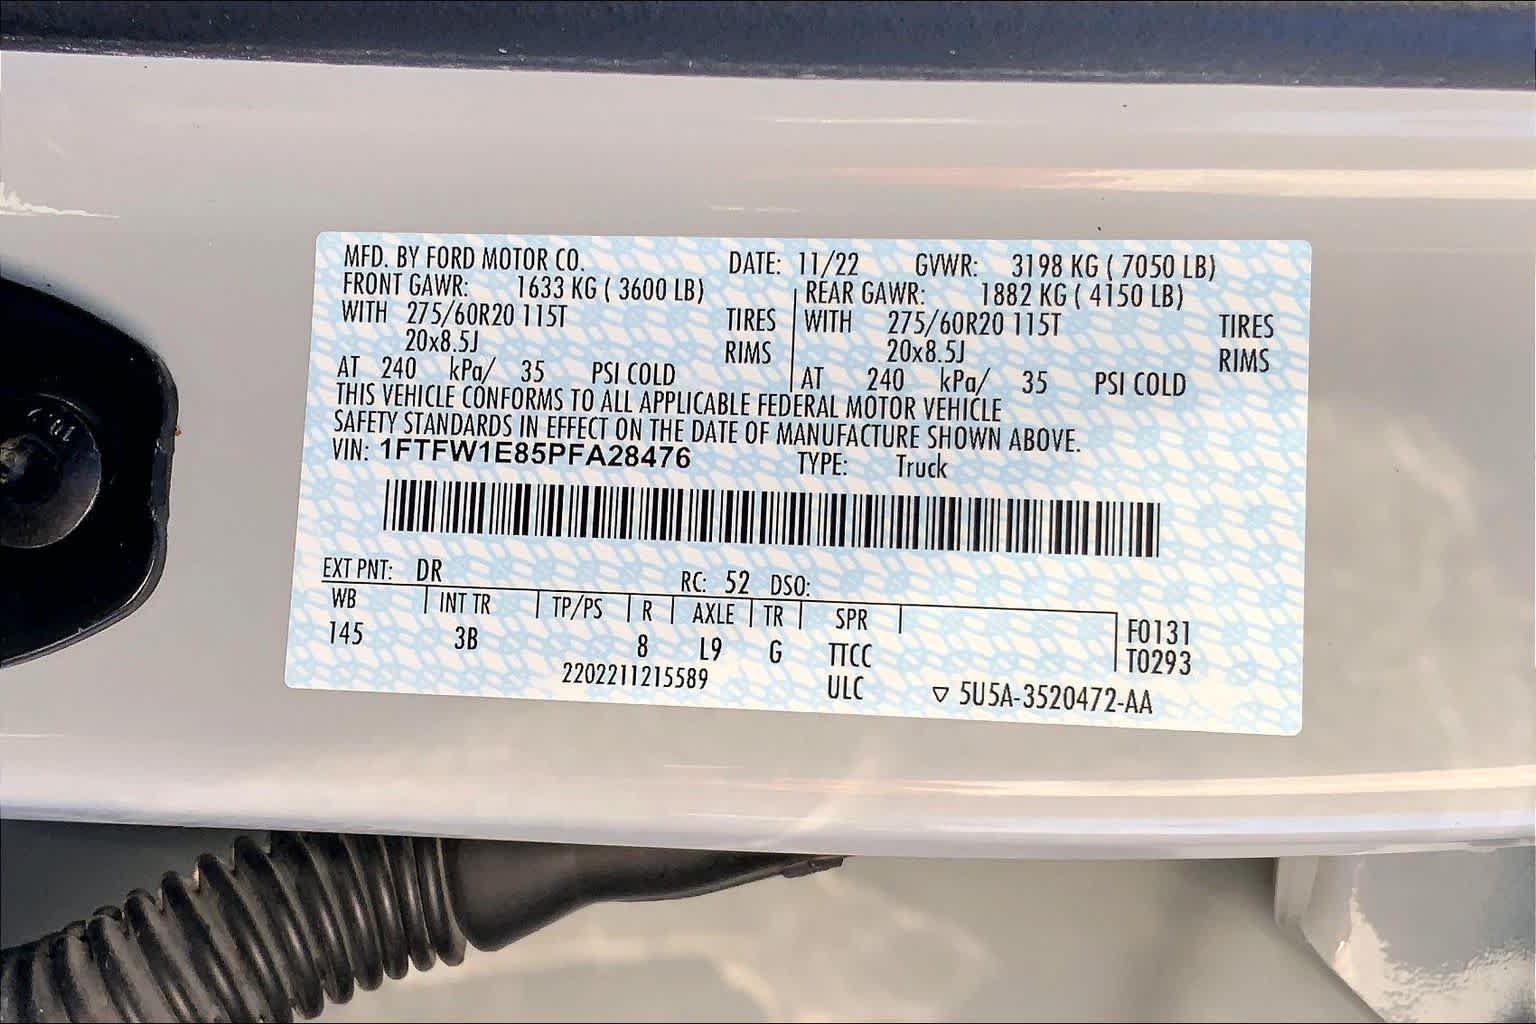 MFD. BY FORD MOTOR CO. DATE: 11/22 GVWR: 3198 KG ( 7050 LB)
FRONT GAWR: 1633 KG ( 3600 LB) REAR GAWR: 1882 KG ( 4150 LB)
WITH 275/60R20 115T TIRES WITH 275/60R20 115T TIRES
20x8.5J RIMS 20x8.5J RIMS
AT 240 kPa/ 35 PSI COLD AT 240 kPa/ 35 PSI COLD
THIS VEHICLE CONFORMS TO ALL APPLICABLE FEDERAL MOTOR VEHICLE
SAFETY STANDARDS IN EFFECT ON THE DATE OF MANUFACTURE SHOWN ABOVE.
VIN: 1FTFW1E85PFA28476 TYPE: Truck
EXT PNT: DR RC: 52 DSO:
WB INT TR TP/PS R AXLE TR SPR F0131
145 3B 8 L9 G TTCC T0293
2202211215589 ULC ▽ 5U5A-3520472-AA